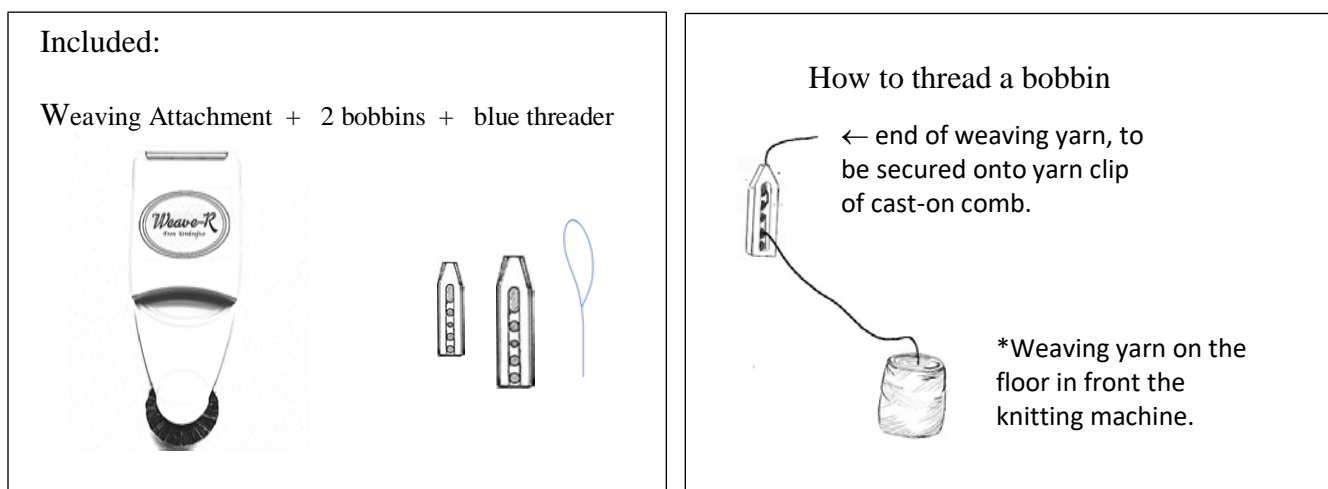 Included:
Weaving Attachment + 2 bobbins + blue threader
Weave-R
How to thread a bobbin
← end of weaving yarn, to
be secured onto yarn clip
of cast-on comb.
*Weaving yarn on the
floor in front the
knitting machine.